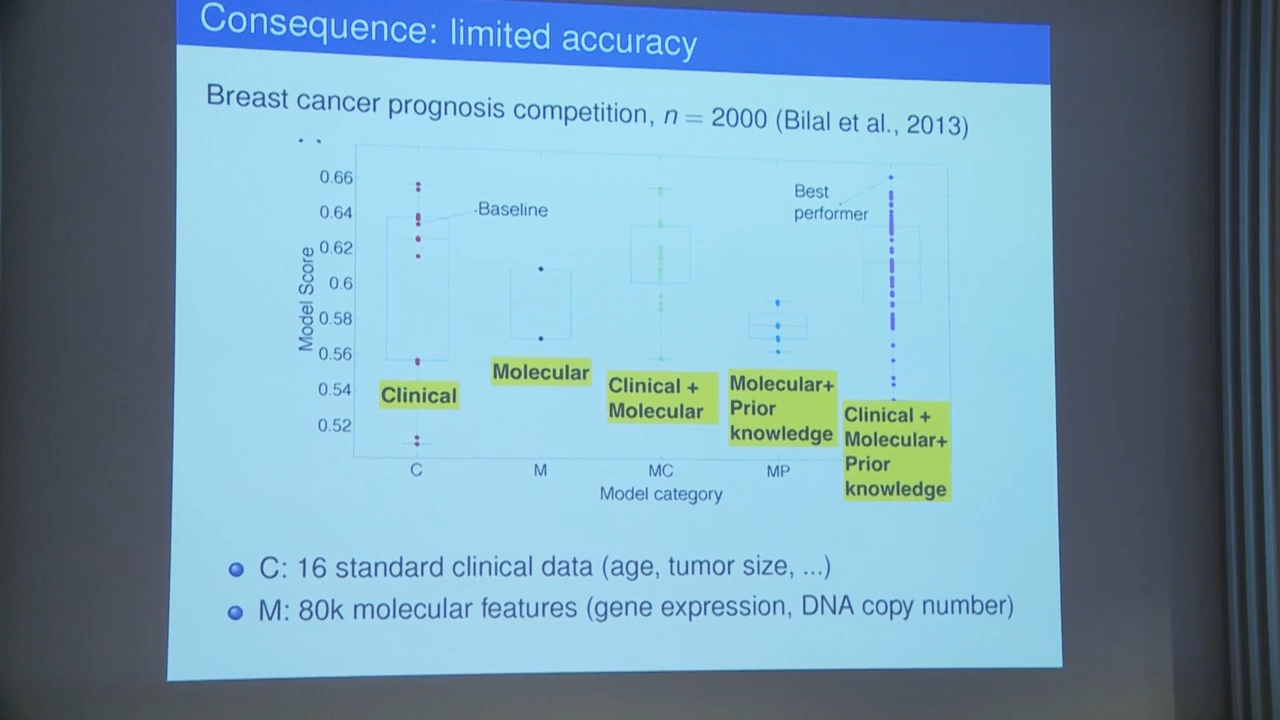 Consequence: limited accuracy
Breast cancer prognosis competition, n = 2000 (Bilal et al., 2013)
0.66
0.64
0.62
0.6
0.58
0.56
0.54
0.52
Model Score
Baseline
Best
performer
Clinical
Molecular
Clinical +
Molecular
Molecular+
Prior
knowledge
Clinical +
Molecular+
Prior
knowledge
C
M
MC
MP
Model category
C: 16 standard clinical data (age, tumor size, ...)
M: 80k molecular features (gene expression, DNA copy number)